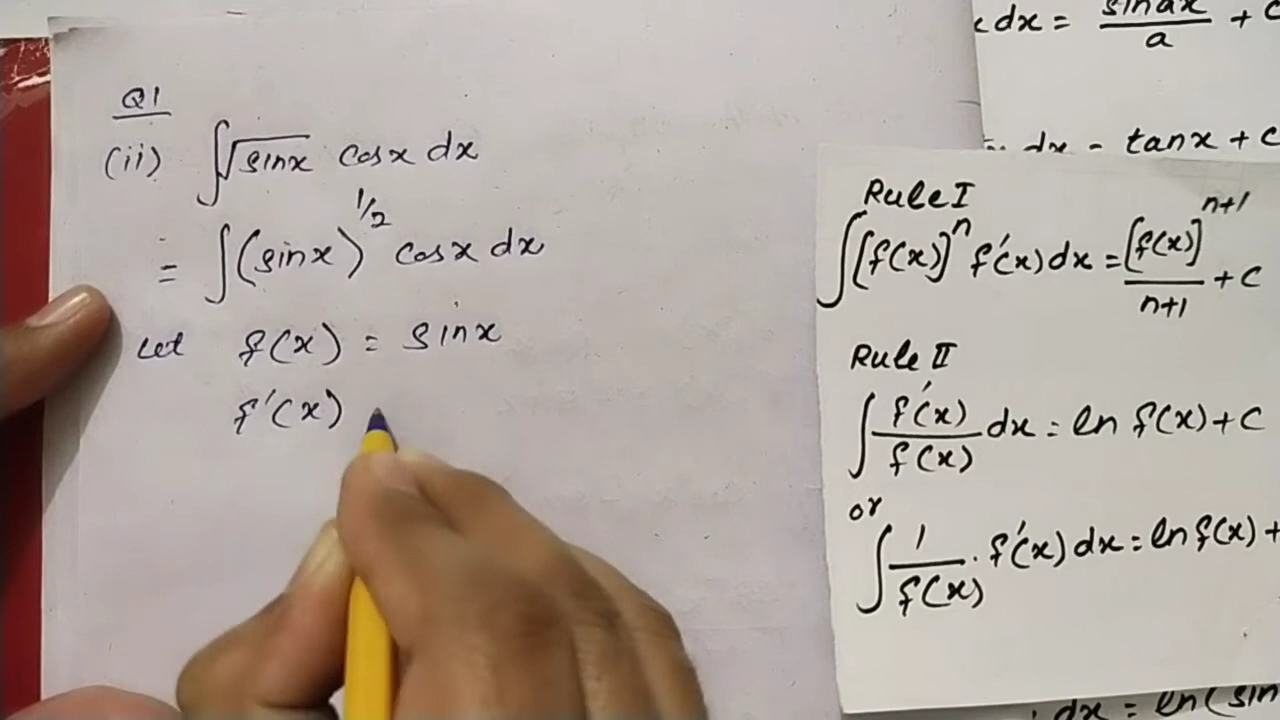 Q1
(ii) ∫√sinx cosx dx
= ∫(sinx)^1/2 cosx dx
Let f(x) = sinx
f'(x)
dx = sinax/a + C
dx = tanx + C
Rule I
∫[f(x)]^n f'(x)dx = [f(x)]^n+1/n+1 + C
Rule II
∫f'(x)/f(x) dx = ln f(x) + C
or
∫1/f(x) . f'(x)dx = ln f(x) +
dx = ln(sin